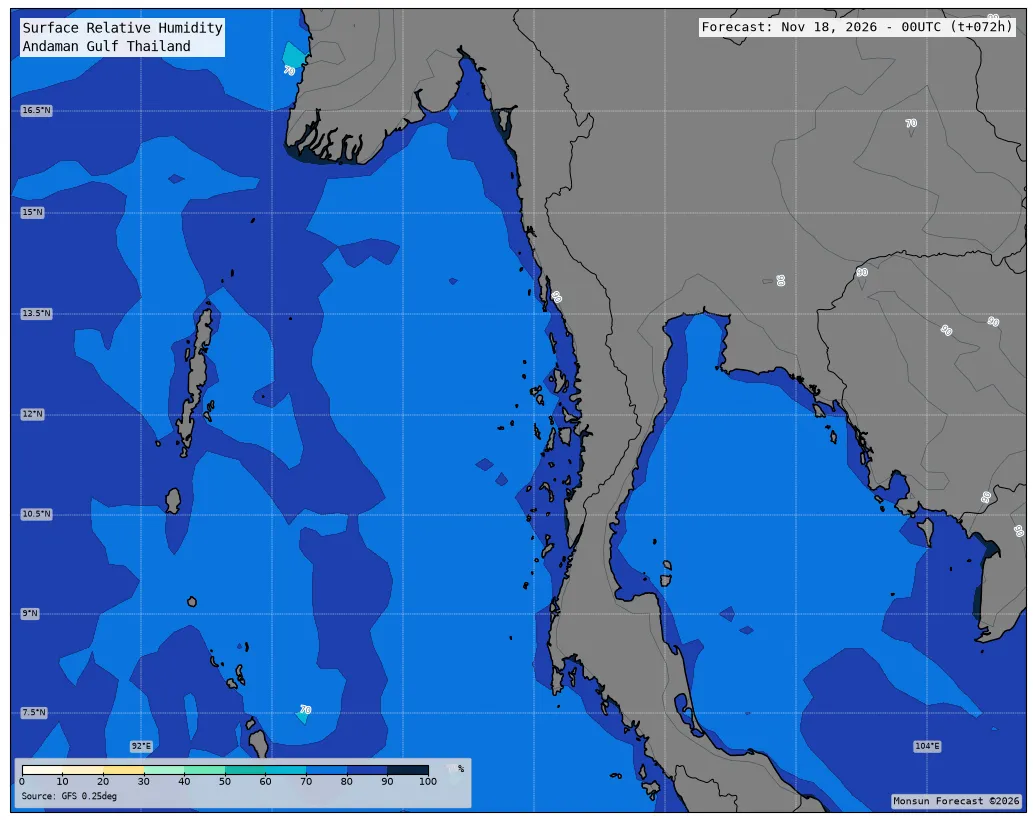 Surface Relative Humidity
Andaman Gulf Thailand
Forecast: Nov 18, 2026 - 00UTC (t+072h)
70
16.5°N
70
15°N
90
90
90
13.5°N
90
90
12°N
90
10.5°N
90
9°N
70
7.5°N
92°E
104°E
%
0 10 20 30 40 50 60 70 80 90 100
Source: GFS 0.25deg
Monsun Forecast ©2026